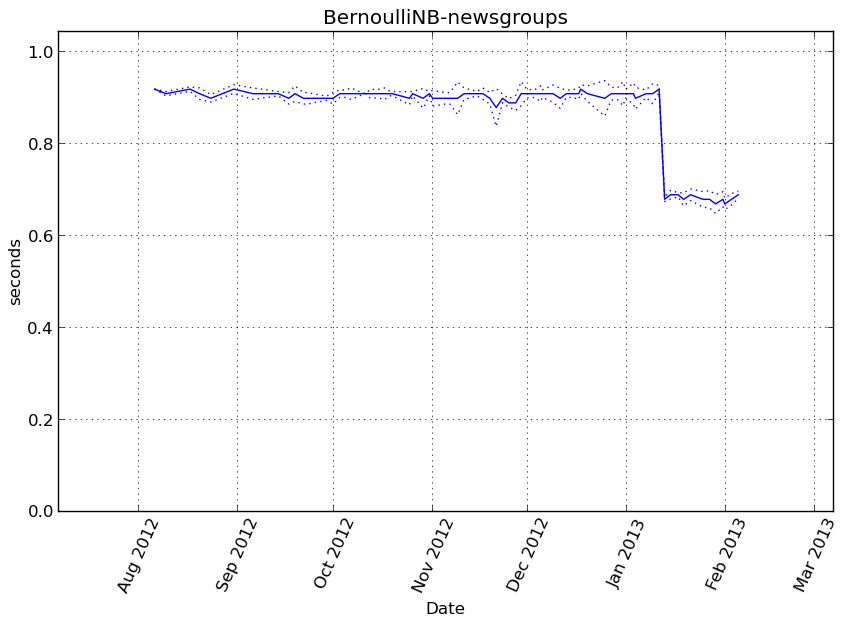 BernoulliNB-newsgroups
1.0
0.8
0.6
0.4
0.2
0.0
seconds
Aug 2012
Sep 2012
Oct 2012
Nov 2012
Dec 2012
Jan 2013
Feb 2013
Mar 2013
Date